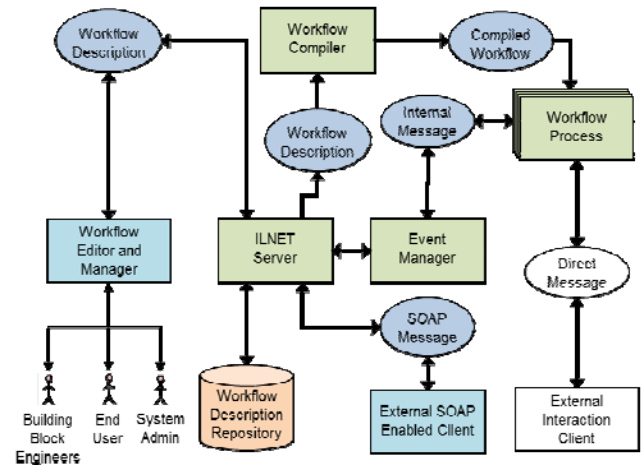 Workflow
Description
Workflow
Compiler
Compiled
Workflow
Internal
Message
Workflow
Process
Workflow
Description
Workflow
Editor and
Manager
ILNET
Server
Event
Manager
Direct
Message
SOAP
Message
Building
Block
Engineers
End
User
System
Admin
Workflow
Description
Repository
External SOAP
Enabled Client
External
Interaction
Client